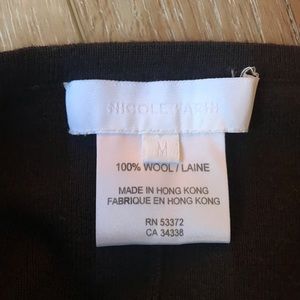 NICOLE FARHI
M
100% WOOL / LAINE
MADE IN HONG KONG
FABRIQUE EN HONG KONG
RN 53372
CA 34338